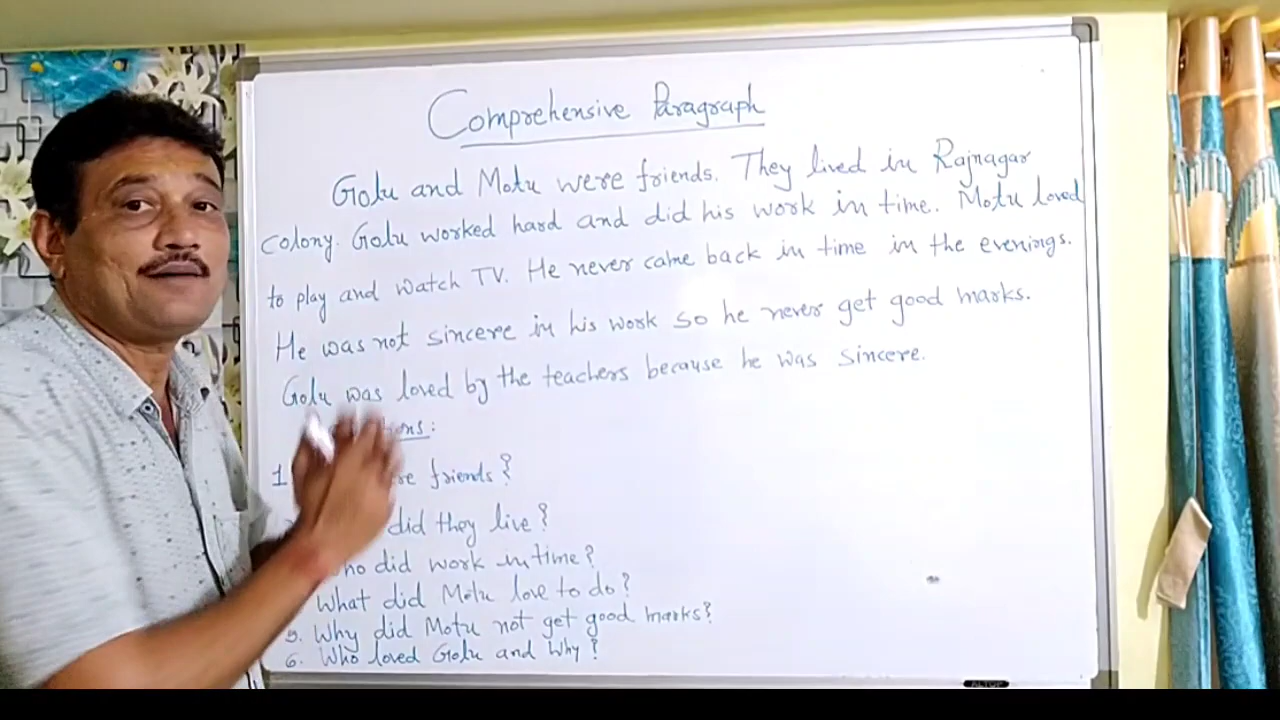 Comprehensive Paragraph
Golu and Motu were friends. They lived in Rajnagar
colony. Golu worked hard and did his work in time. Motu loved
to play and watch TV. He never came back in time in the evenings.
He was not sincere in his work so he never get good marks.
Golu was loved by the teachers because he was sincere.
:
1. friends?
did they live?
did work in time?
What did Motu love to do?
5. Why did Motu not get good marks?
6. Who loved Golu and Why?